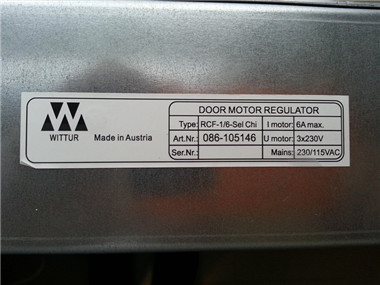 WITTUR
Made in Austria
DOOR MOTOR REGULATOR
Type: RCF-1/6-Sel Chi I motor: 6A max.
Art.Nr.: 086-105146 U motor: 3x230V
Ser.Nr.: Mains: 230/115VAC